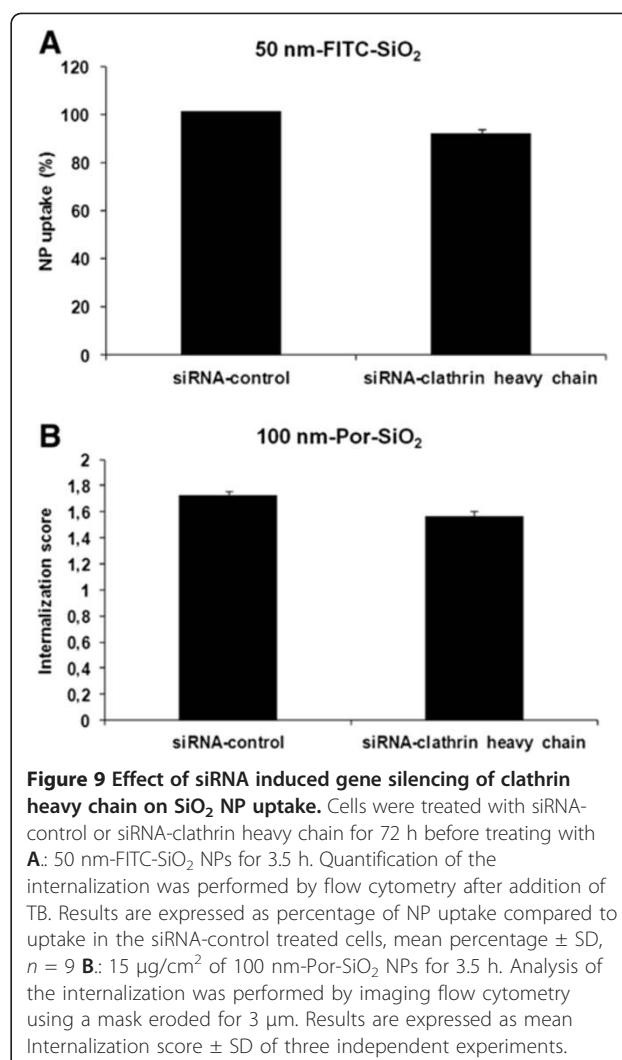 A
50 nm-FITC-SiO₂
120
100
80
60
40
20
0
NP uptake (%)
siRNA-control siRNA-clathrin heavy chain
B
100 nm-Por-SiO₂
2
1,8
1,6
1,4
1,2
1
0,8
0,6
0,4
0,2
0
Internalization score
siRNA-control siRNA-clathrin heavy chain
Figure 9 Effect of siRNA induced gene silencing of clathrin
heavy chain on SiO₂ NP uptake. Cells were treated with siRNA-
control or siRNA-clathrin heavy chain for 72 h before treating with
A.: 50 nm-FITC-SiO₂ NPs for 3.5 h. Quantification of the
internalization was performed by flow cytometry after addition of
TB. Results are expressed as percentage of NP uptake compared to
uptake in the siRNA-control treated cells, mean percentage ± SD,
n = 9 B.: 15 μg/cm² of 100 nm-Por-SiO₂ NPs for 3.5 h. Analysis of
the internalization was performed by imaging flow cytometry
using a mask eroded for 3 μm. Results are expressed as mean
Internalization score ± SD of three independent experiments.